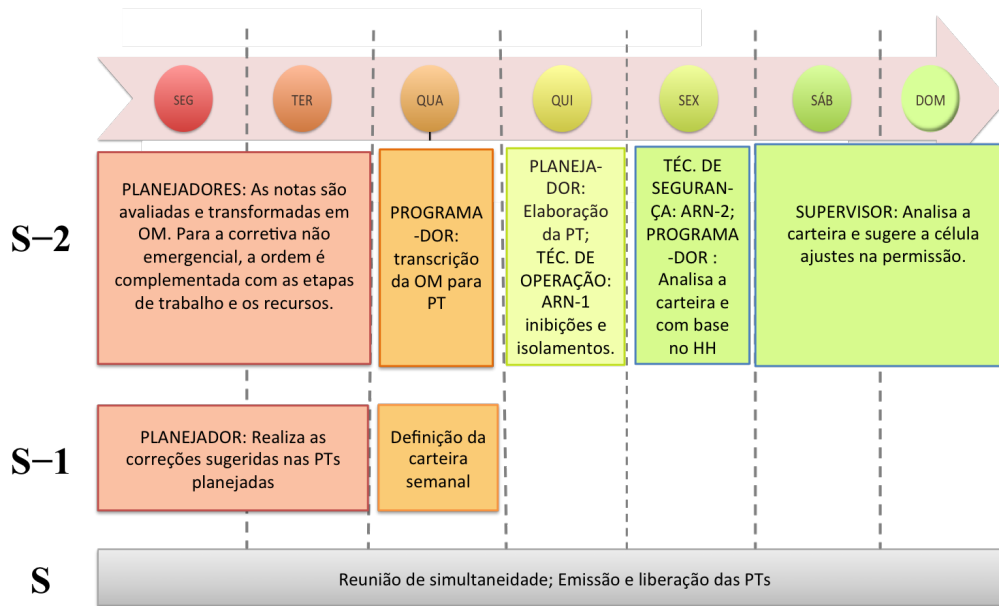 SEG
TER
QUA
QUI
SEX
SÁB
DOM
S−2
PLANEJADORES: As notas são
avaliadas e transformadas em
OM. Para a corretiva não
emergencial, a ordem é
complementada com as etapas
de trabalho e os recursos.
PROGRAMA
-DOR:
transcrição
da OM para
PT
PLANEJA-
DOR:
Elaboração
da PT;
TÉC. DE
OPERAÇÃO:
ARN-1
inibições e
isolamentos.
TÉC. DE
SEGURAN-
ÇA: ARN-2;
PROGRAMA
-DOR :
Analisa a
carteira e
com base
no HH
SUPERVISOR: Analisa a
carteira e sugere a célula
ajustes na permissão.
S−1
PLANEJADOR: Realiza as
correções sugeridas nas PTs
planejadas
Definição da
carteira
semanal
S
Reunião de simultaneidade; Emissão e liberação das PTs